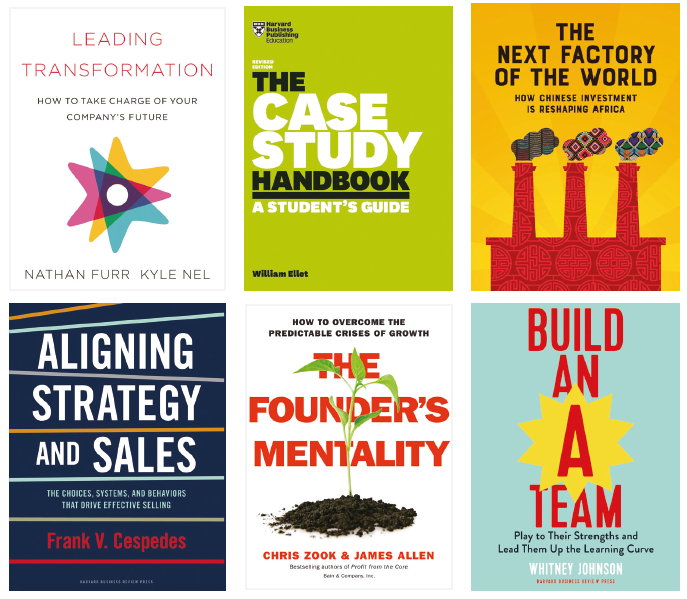 LEADING
TRANSFORMATION
HOW TO TAKE CHARGE OF YOUR
COMPANY'S FUTURE
NATHAN FURR KYLE NEL
Harvard
Business
Publishing
Education
REVISED
EDITION
THE
CASE
STUDY
HANDBOOK
A STUDENT'S GUIDE
William Ellet
THE
NEXT FACTORY
OF THE WORLD
HOW CHINESE INVESTMENT
IS RESHAPING AFRICA
ALIGNING
STRATEGY
AND SALES
THE CHOICES, SYSTEMS, AND BEHAVIORS
THAT DRIVE EFFECTIVE SELLING
Frank V. Cespedes
HARVARD BUSINESS REVIEW PRESS
HOW TO OVERCOME THE
PREDICTABLE CRISES OF GROWTH
THE
FOUNDER'S
MENTALITY
CHRIS ZOOK & JAMES ALLEN
Bestselling authors of Profit from the Core
Bain & Company, Inc.
BUILD
AN
A
TEAM
Play to Their Strengths and
Lead Them Up the Learning Curve
WHITNEY JOHNSON
HARVARD BUSINESS REVIEW PRESS